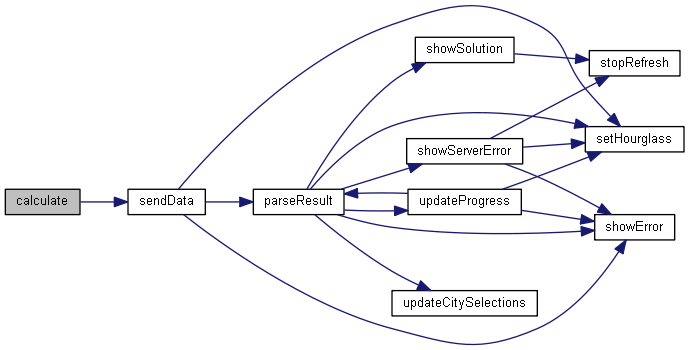 showSolution
stopRefresh
setHourglass
showServerError
calculate
sendData
parseResult
updateProgress
showError
updateCitySelections